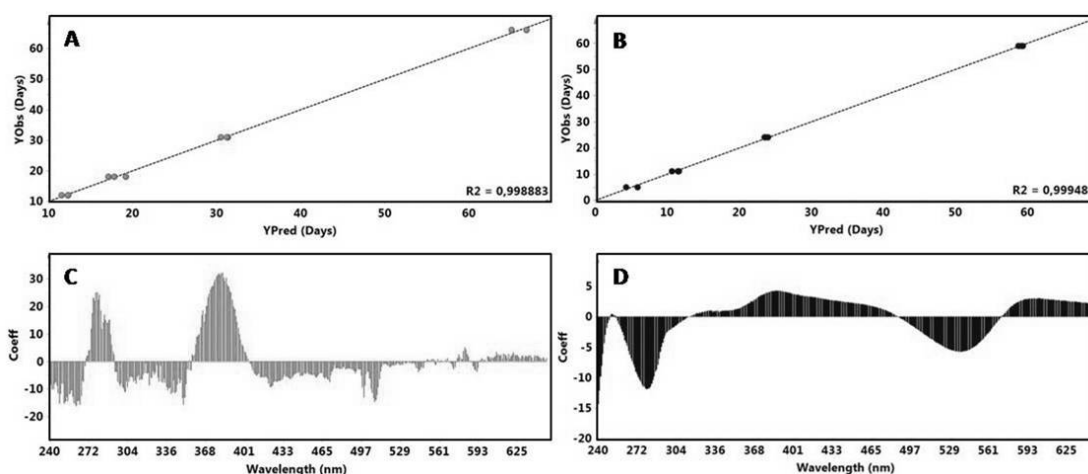 A
YObs (Days)
60
50
40
30
20
10
10
20
30
40
50
60
YPred (Days)
R2 = 0,998883
B
YObs (Days)
60
50
40
30
20
10
0
0
10
20
30
40
50
60
YPred (Days)
R2 = 0,99948
C
Coeff
30
20
10
0
-10
-20
240 272 304 336 368 401 433 465 497 529 561 593 625
Wavelength (nm)
D
Coeff
5
0
-5
-10
-15
-20
240 272 304 336 368 401 433 465 497 529 561 593 625
Wavelength (nm)